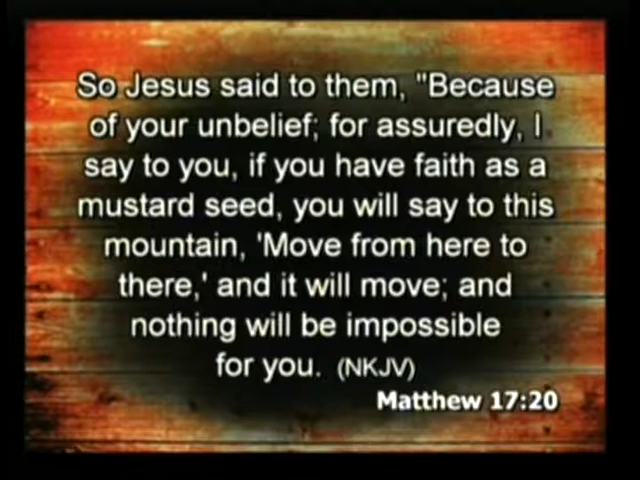 So Jesus said to them, "Because
of your unbelief; for assuredly, I
say to you, if you have faith as a
mustard seed, you will say to this
mountain, 'Move from here to
there,' and it will move; and
nothing will be impossible
for you. (NKJV)
Matthew 17:20